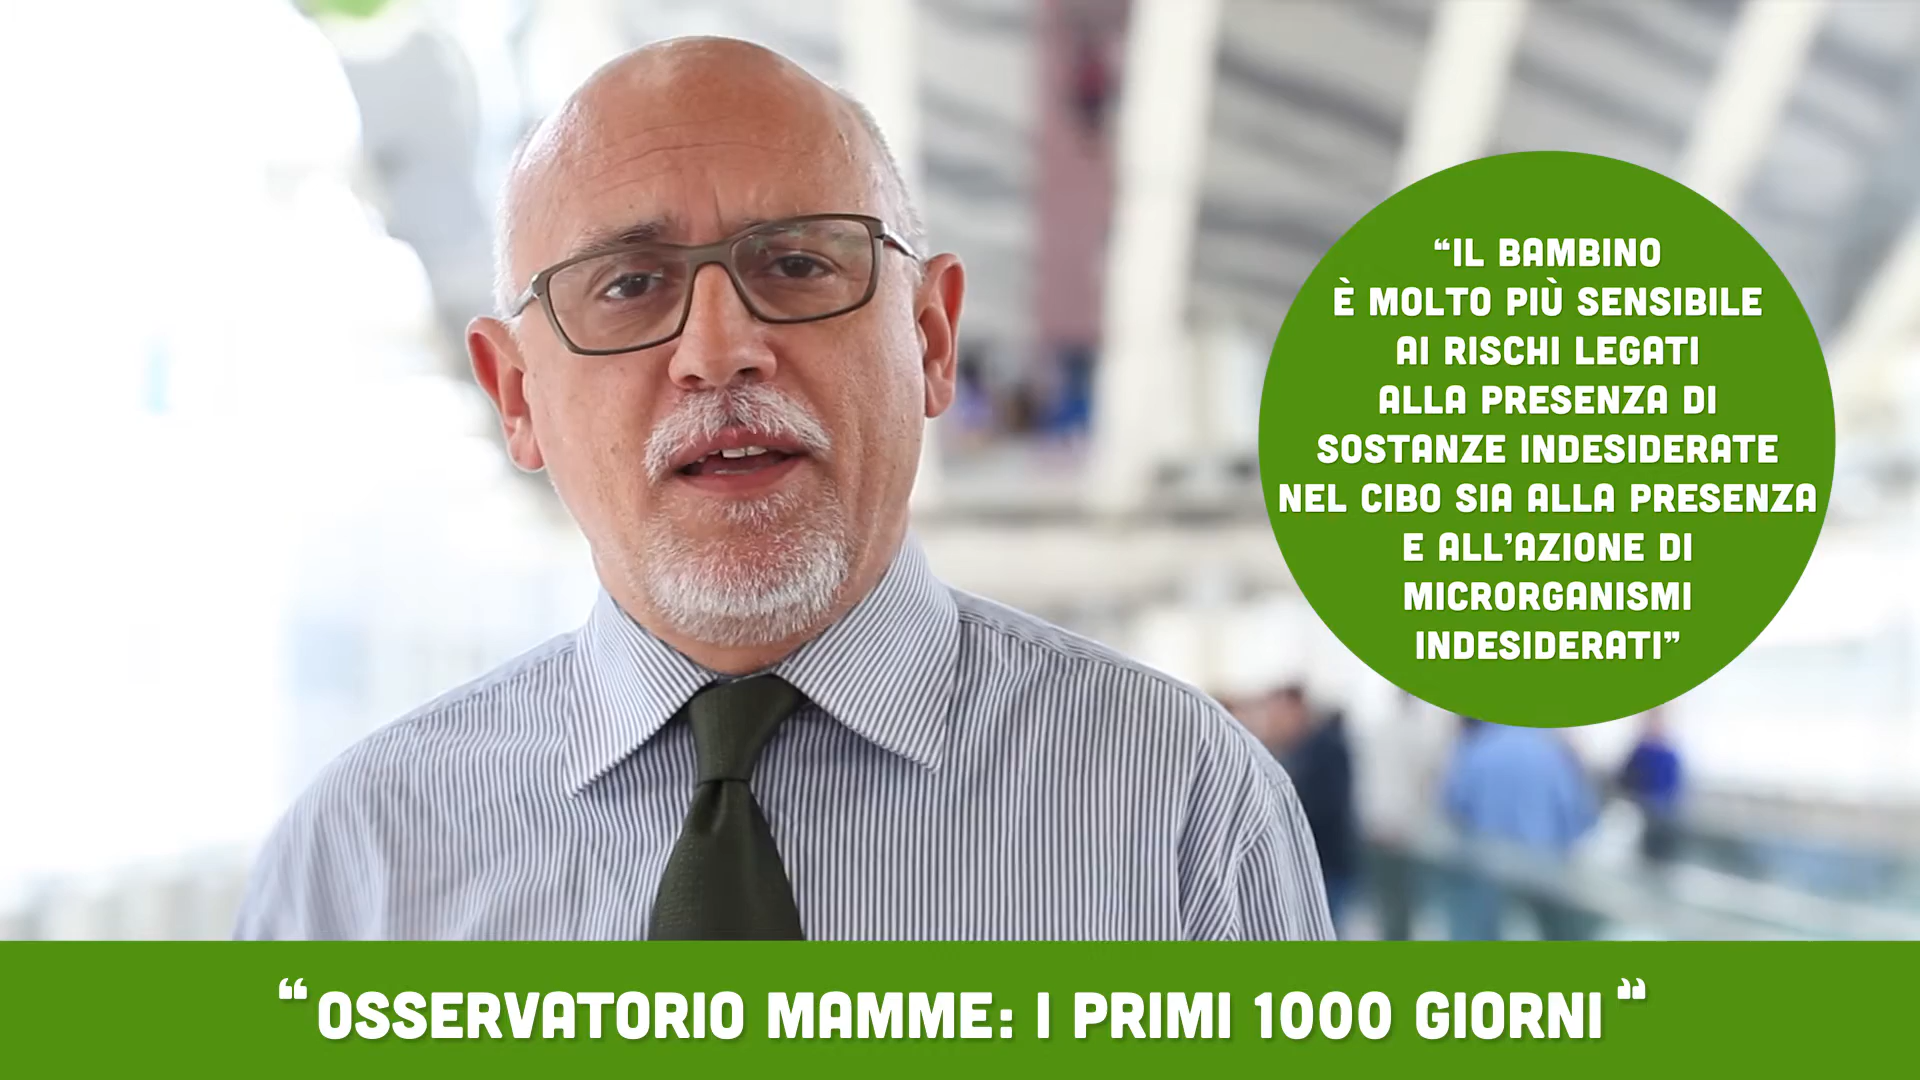 “IL BAMBINO
È MOLTO PIÙ SENSIBILE
AI RISCHI LEGATI
ALLA PRESENZA DI
SOSTANZE INDESIDERATE
NEL CIBO SIA ALLA PRESENZA
E ALL’AZIONE DI
MICRORGANISMI
INDESIDERATI”
“OSSERVATORIO MAMME: I PRIMI 1000 GIORNI”